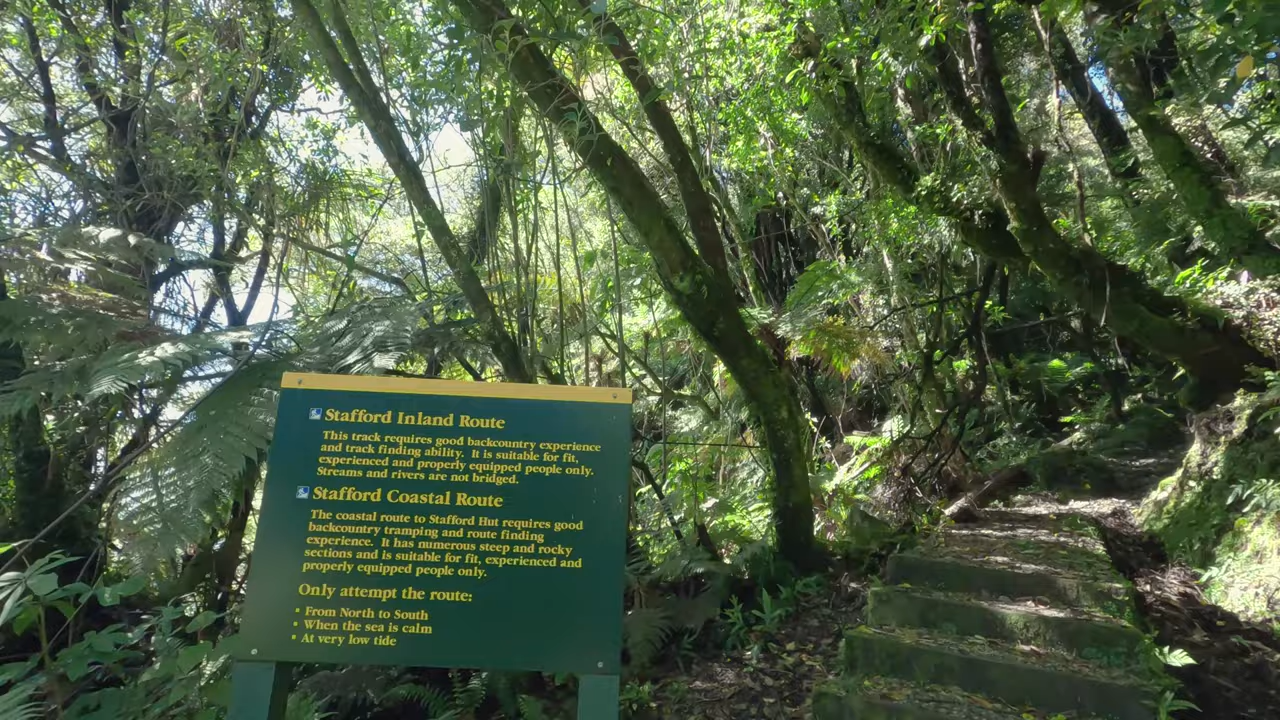 Stafford Inland Route
This track requires good backcountry experience
and track finding ability. It is suitable for fit,
experienced and properly equipped people only.
Streams and rivers are not bridged.
Stafford Coastal Route
The coastal route to Stafford Hut requires good
backcountry tramping and route finding
experience. It has numerous steep and rocky
sections and is suitable for fit, experienced and
properly equipped people only.
Only attempt the route:
• From North to South
• When the sea is calm
• At very low tide